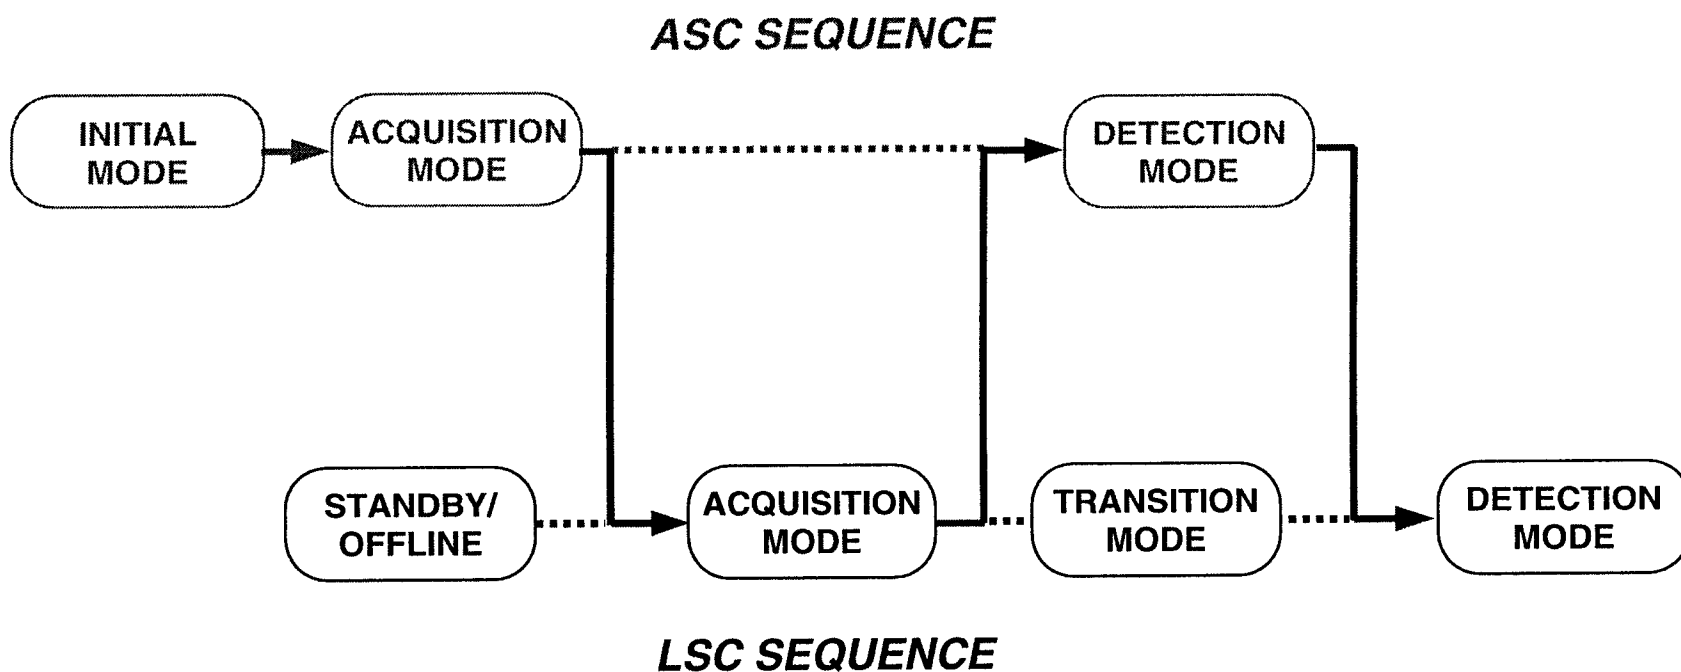 ASC SEQUENCE
INITIAL
MODE
ACQUISITION
MODE
DETECTION
MODE
STANDBY/
OFFLINE
ACQUISITION
MODE
TRANSITION
MODE
DETECTION
MODE
LSC SEQUENCE